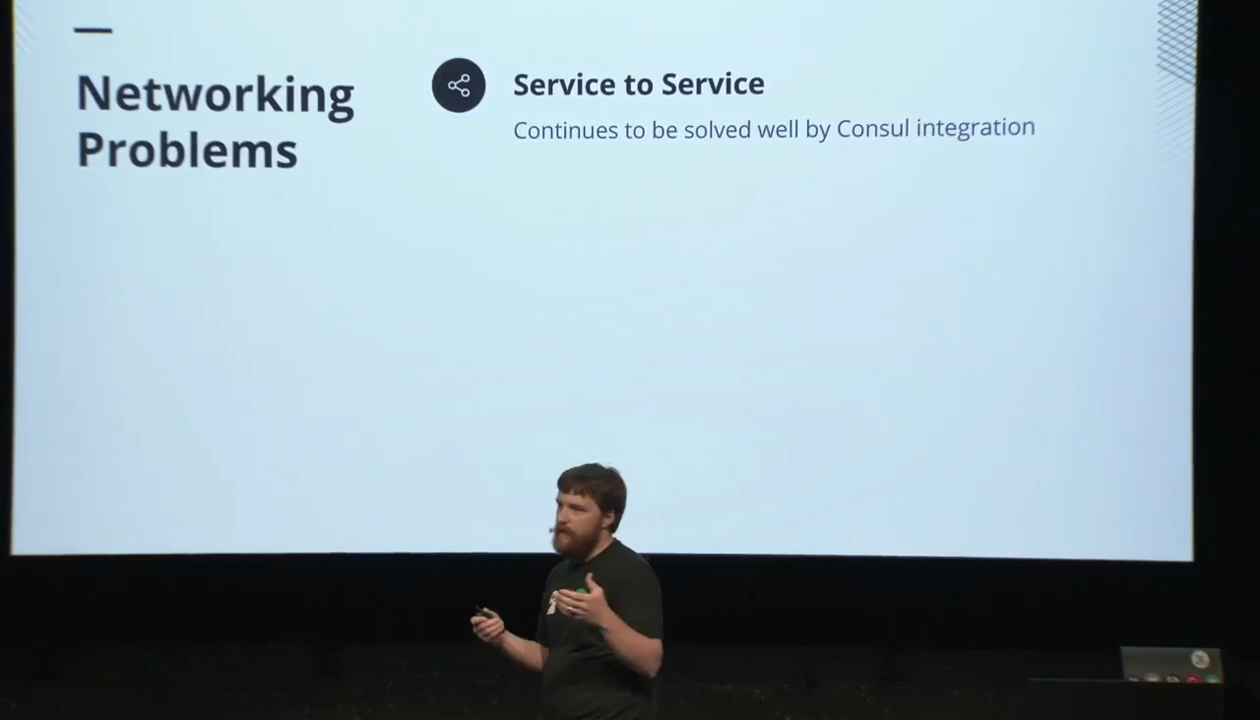 Networking
Problems
Service to Service
Continues to be solved well by Consul integration